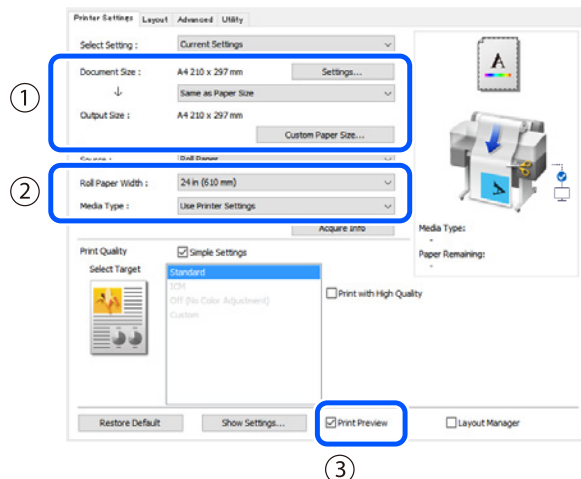 Printer Settings Layout Advanced Utility
Select Setting : Current Settings
① Document Size : A4 210 x 297 mm Settings...
↓ Same as Paper Size
Output Size : A4 210 x 297 mm
Custom Paper Size...
Source : Roll Paper
② Roll Paper Width : 24 in (610 mm)
Media Type : Use Printer Settings
Acquire Info
A
Media Type:
-
Paper Remaining:
-
Print Quality Simple Settings
Select Target
Standard
ICM
Off (No Color Adjustment)
Custom
Print with High Quality
Restore Default Show Settings... Print Preview Layout Manager
③